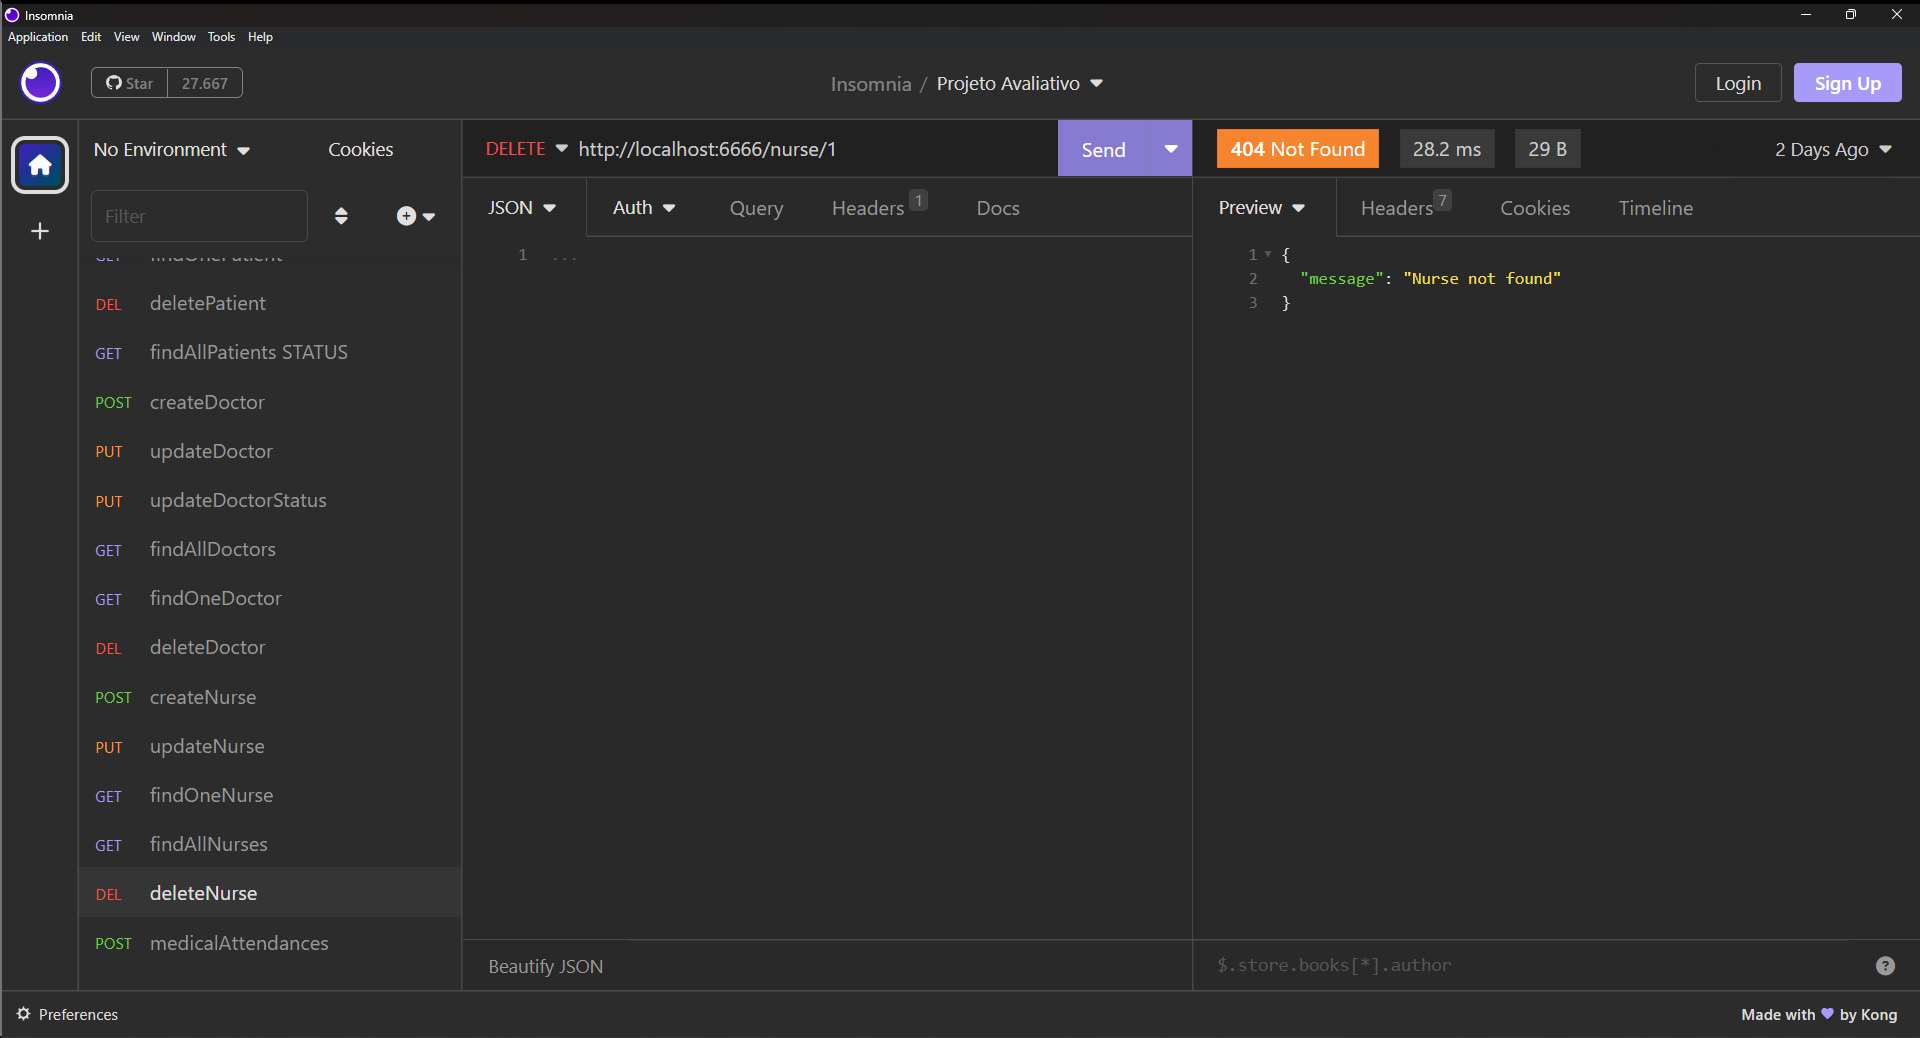 Insomnia
Application Edit View Window Tools Help
Star 27.667
Insomnia / Projeto Avaliativo
Login Sign Up
No Environment Cookies
DELETE http://localhost:6666/nurse/1 Send
404 Not Found 28.2 ms 29 B 2 Days Ago
Filter
JSON Auth Query Headers 1 Docs
Preview Headers 7 Cookies Timeline
1 ...
1 {
2 "message": "Nurse not found"
3 }
GET findOnePatient
DEL deletePatient
GET findAllPatients STATUS
POST createDoctor
PUT updateDoctor
PUT updateDoctorStatus
GET findAllDoctors
GET findOneDoctor
DEL deleteDoctor
POST createNurse
PUT updateNurse
GET findOneNurse
GET findAllNurses
DEL deleteNurse
POST medicalAttendances
Beautify JSON
$.store.books[*].author
?
Preferences
Made with 💜 by Kong